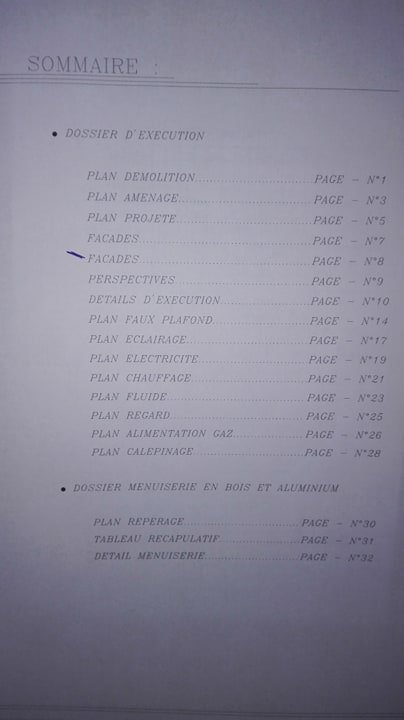 SOMMAIRE :
• DOSSIER D'EXECUTION
PLAN DEMOLITION..............................PAGE - N°1
PLAN AMENAGE..................................PAGE - N°3
PLAN PROJETE..................................PAGE - N°5
FACADES.............................................PAGE - N°7
FACADES.............................................PAGE - N°8
PERSPECTIVES ..................................PAGE - N°9
DETAILS D'EXECUTION.......................PAGE - N°10
PLAN FAUX PLAFOND..........................PAGE - N°14
PLAN ECLAIRAGE................................PAGE - N°17
PLAN ELECTRICITE..............................PAGE - N°19
PLAN CHAUFFAGE...............................PAGE - N°21
PLAN FLUIDE......................................PAGE - N°23
PLAN REGARD.....................................PAGE - N°25
PLAN ALIMENTATION GAZ...................PAGE - N°26
PLAN CALEPINAGE..............................PAGE - N°28
• DOSSIER MENUISERIE EN BOIS ET ALUMINIUM
PLAN REPERAGE.................................PAGE - N°30
TABLEAU RECAPULATIF.......................PAGE - N°31
DETAIL MENUISERIE............................PAGE - N°32